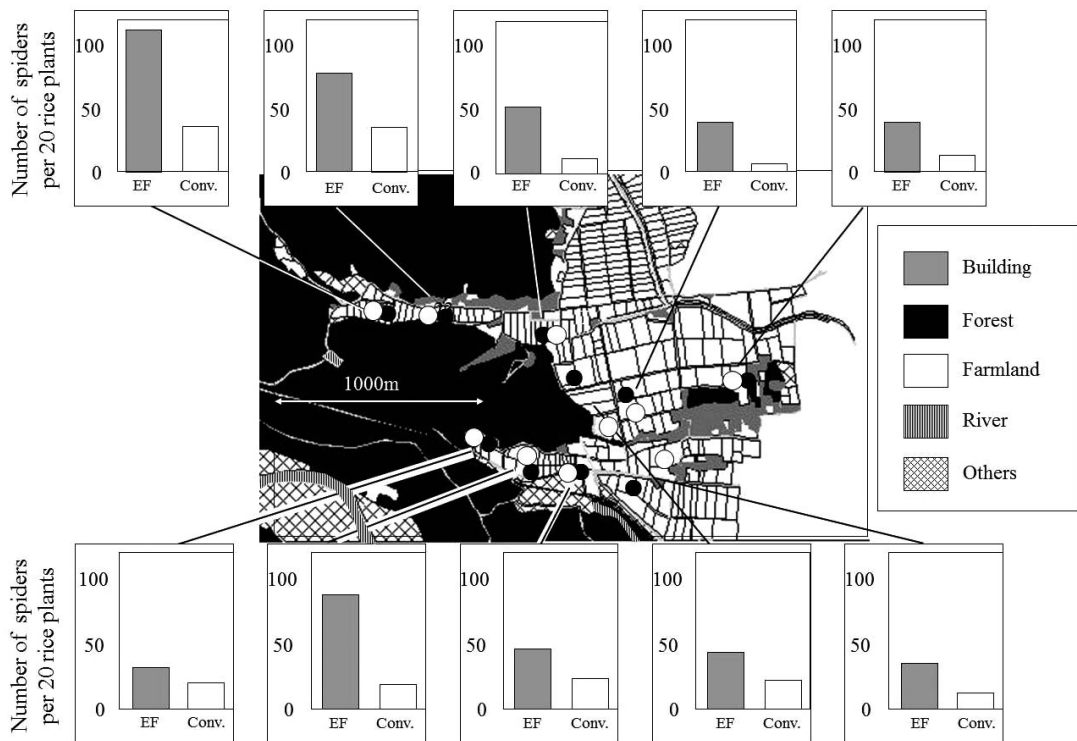 Number of spiders
per 20 rice plants
100
50
0
EF Conv.
100
50
0
EF Conv.
100
50
0
EF Conv.
100
50
0
EF Conv.
100
50
0
EF Conv.
1000m
Building
Forest
Farmland
River
Others
Number of spiders
per 20 rice plants
100
50
0
EF Conv.
100
50
0
EF Conv.
100
50
0
EF Conv.
100
50
0
EF Conv.
100
50
0
EF Conv.